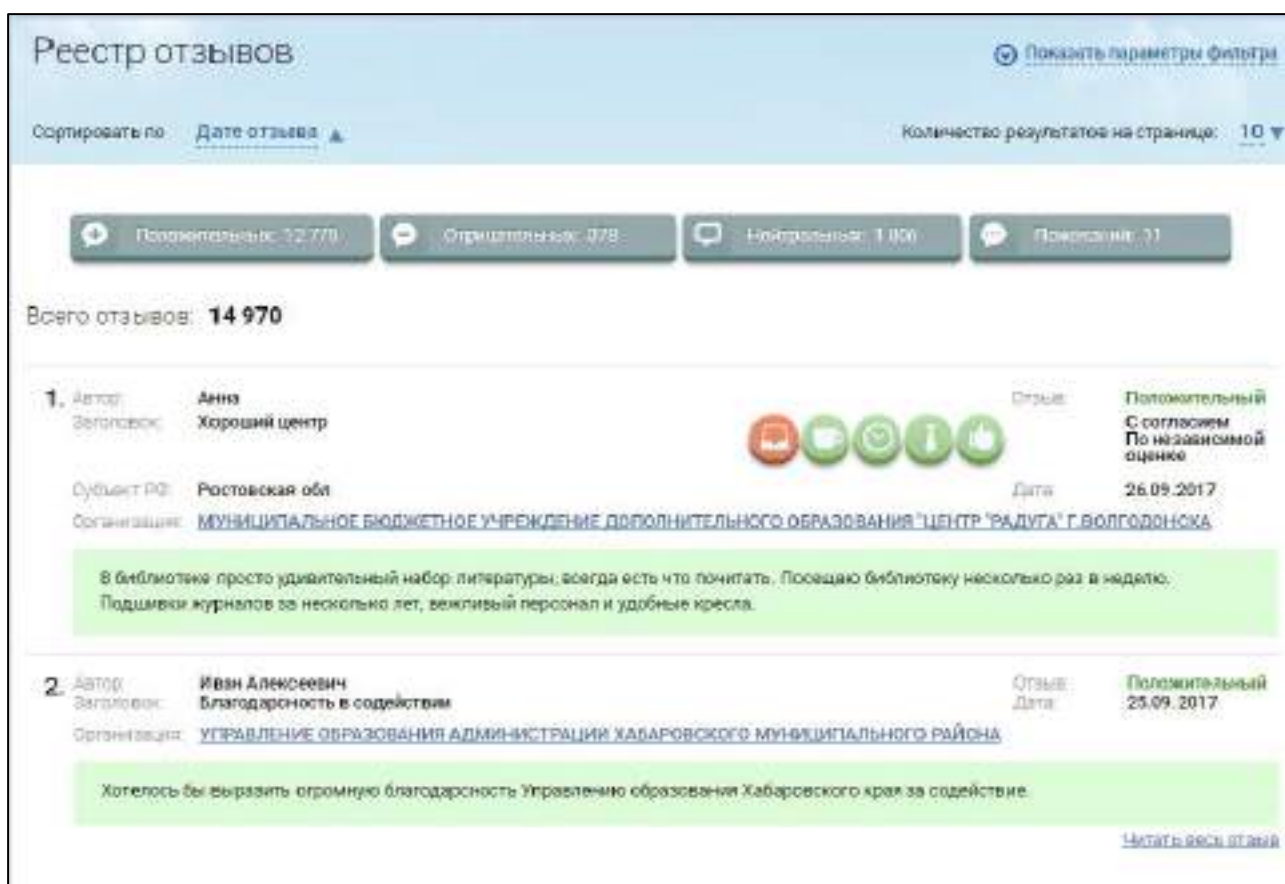 Реестр отзывов
Показать параметры фильтра
Сортировать по Дате отзыва
Количество результатов на странице: 10
Положительных: 12 77
Отрицательных: 378
Нейтральных: 1 806
Пожелания: 11
Всего отзывов: 14 970
1. Автор: Анна Отзыв: Положительный
Заголовок: Хороший центр С согласием
По независимой
оценке
Субъект РФ: Ростовская обл Дата: 26.09.2017
Организация: МУНИЦИПАЛЬНОЕ БЮДЖЕТНОЕ УЧРЕЖДЕНИЕ ДОПОЛНИТЕЛЬНОГО ОБРАЗОВАНИЯ "ЦЕНТР "РАДУГА" Г.ВОЛГОДОНСКА
В библиотеке просто удивительный набор литературы, всегда есть что почитать. Посещаю библиотеку несколько раз в неделю.
Подшивки журналов за несколько лет, вежливый персонал и удобные кресла.
2. Автор: Иван Алексеевич Отзыв: Положительный
Заголовок: Благодарность в содействии Дата: 25.09.2017
Организация: УПРАВЛЕНИЕ ОБРАЗОВАНИЯ АДМИНИСТРАЦИИ ХАБАРОВСКОГО МУНИЦИПАЛЬНОГО РАЙОНА
Хотелось бы выразить огромную благодарность Управлению образования Хабаровского края за содействие.
Читать весь отзыв